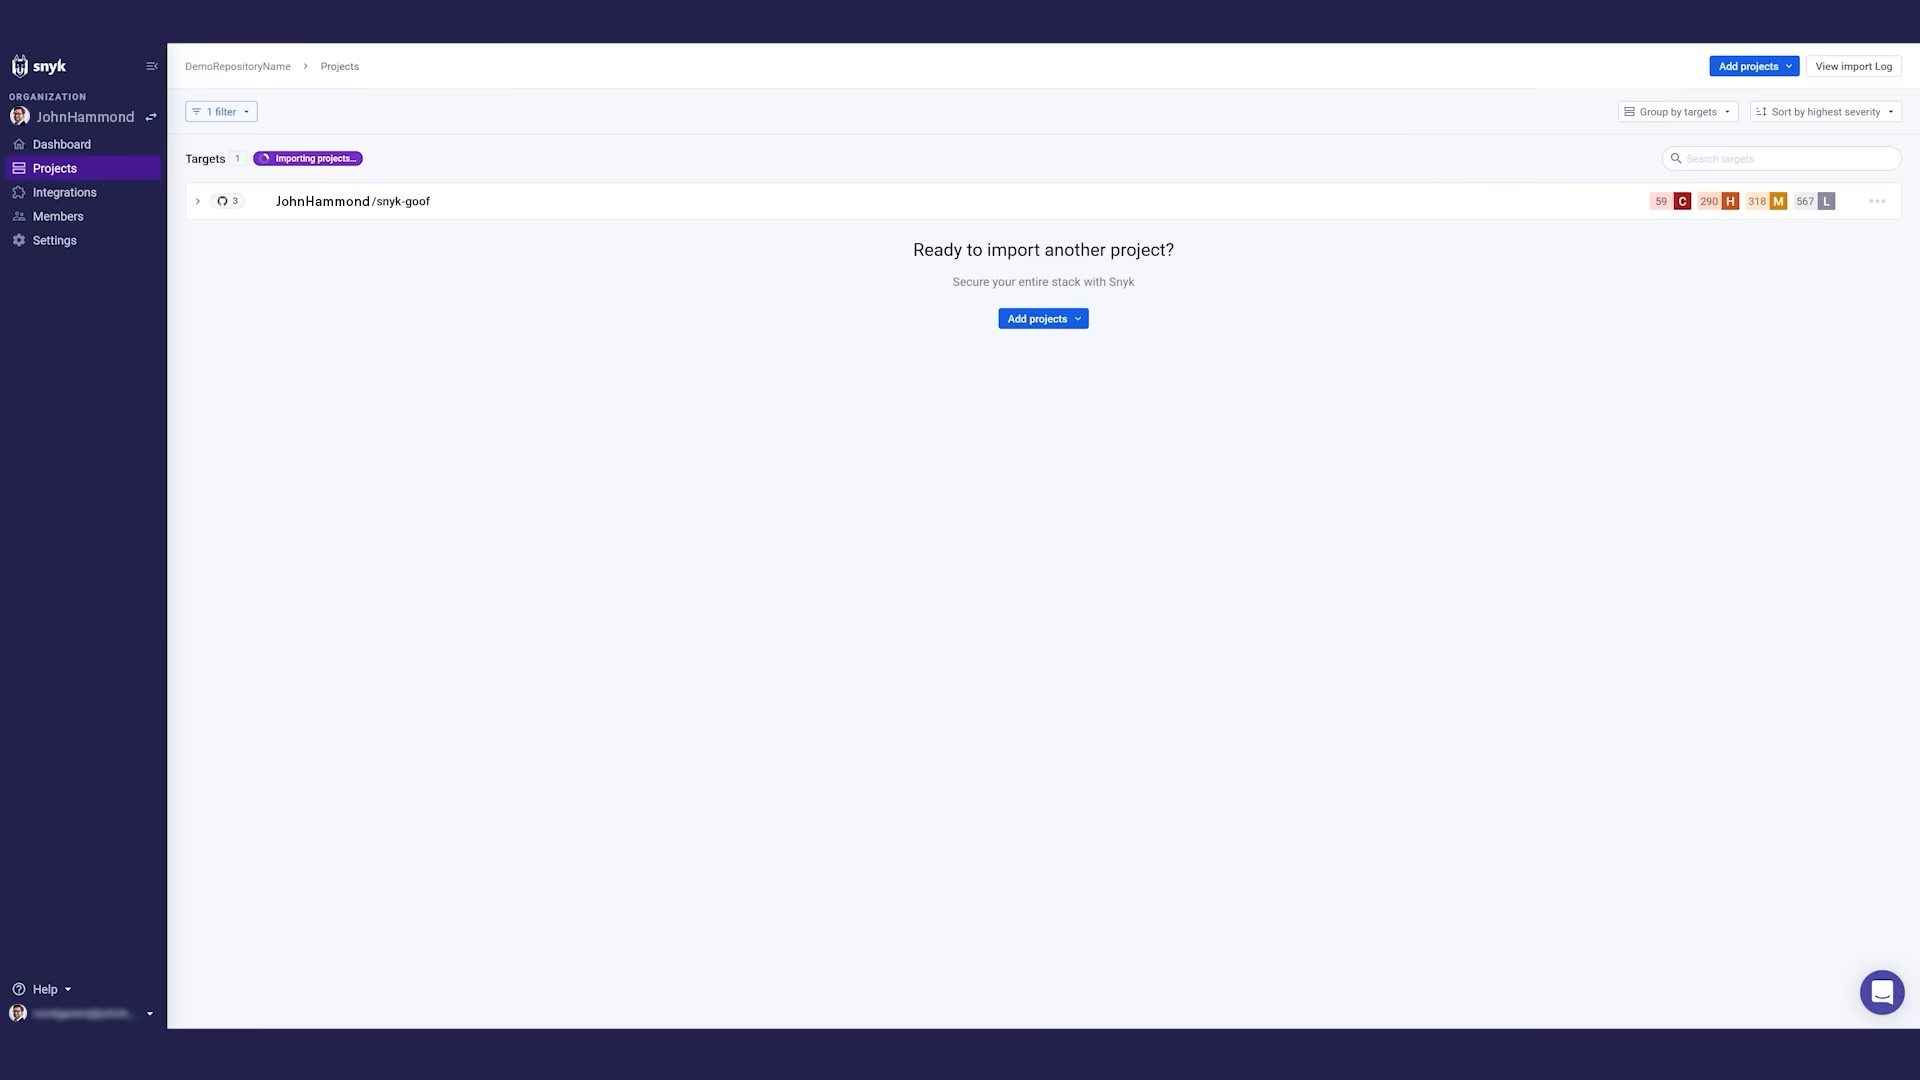 snyk
ORGANIZATION
JohnHammond
Dashboard
Projects
Integrations
Members
Settings
Help
DemoRepositoryName > Projects
Add projects
View import Log
1 filter
Group by targets
Sort by highest severity
Targets 1 Importing projects...
Search targets
3 JohnHammond/snyk-goof
59 C 290 H 318 M 567 L
Ready to import another project?
Secure your entire stack with Snyk
Add projects